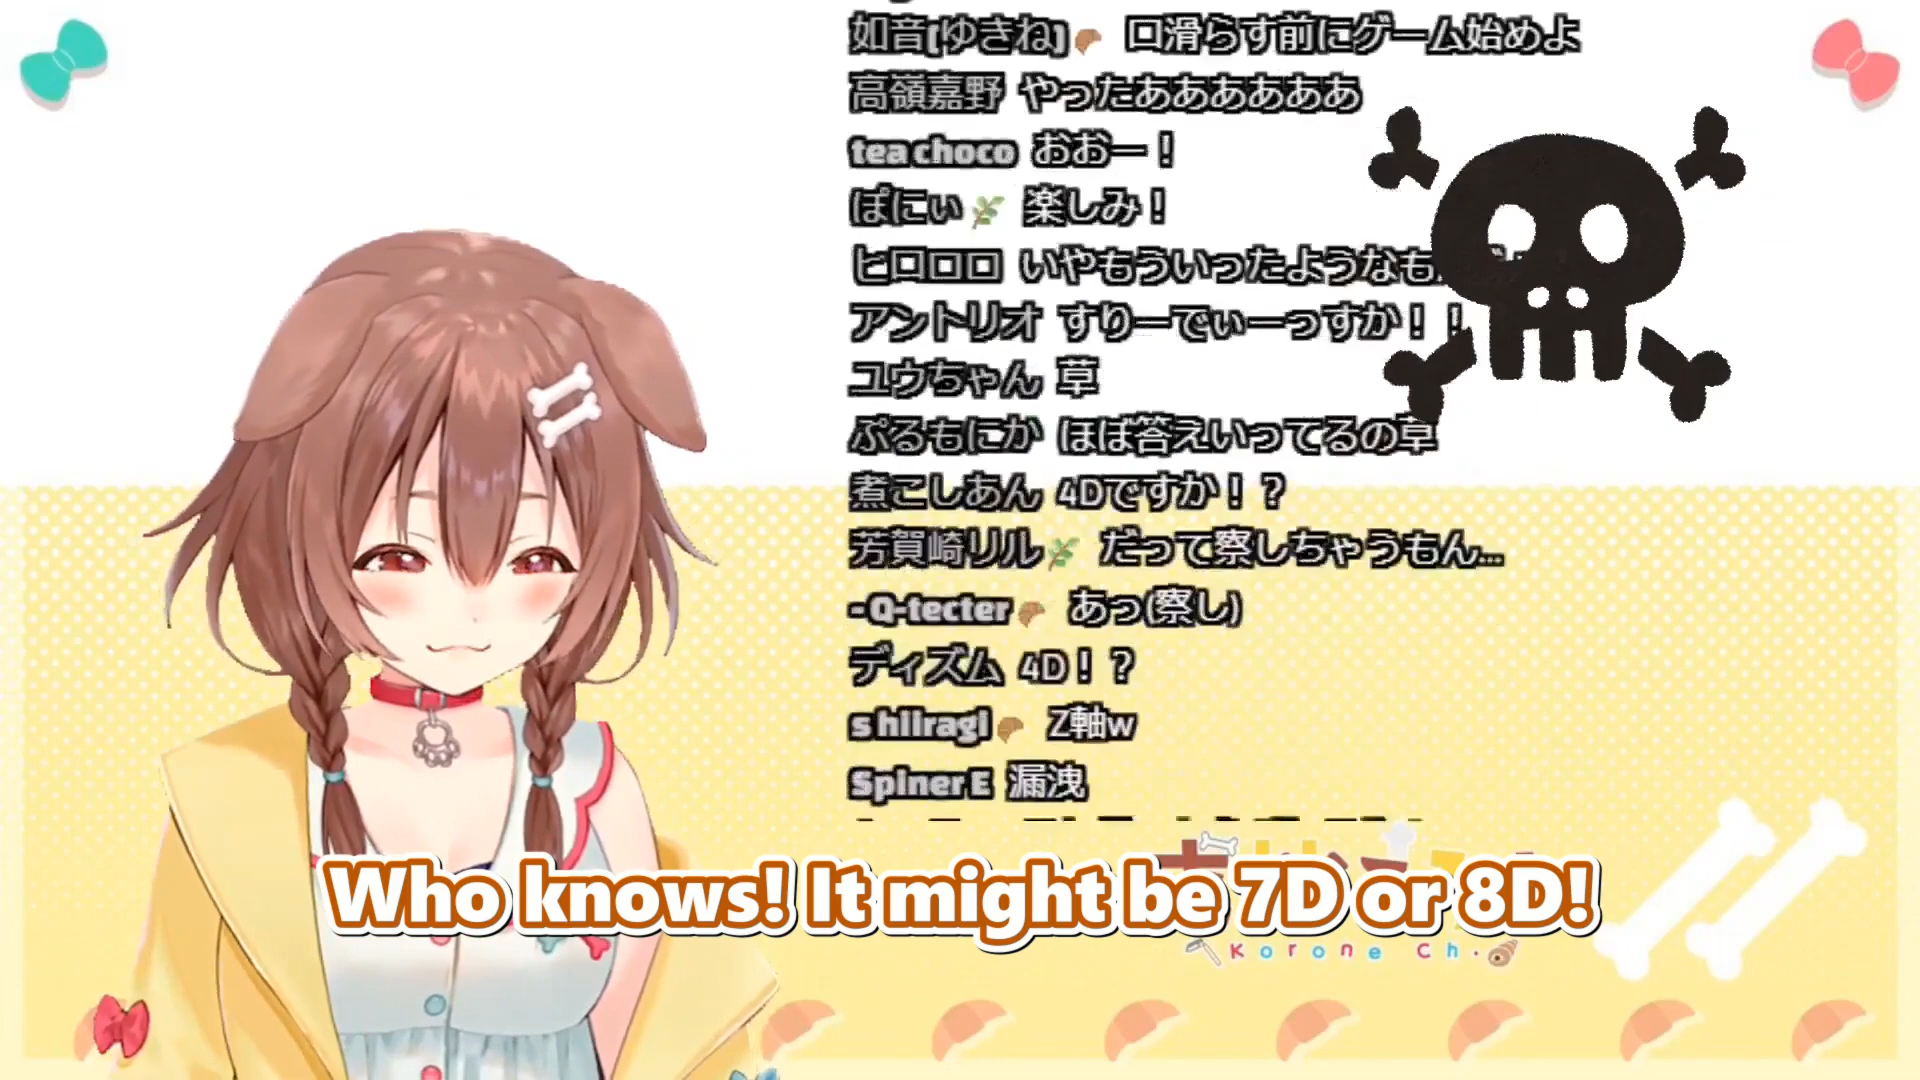 如音(ゆきね) 口滑らす前にゲーム始めよ
高嶺嘉野 やったああああああ
tea choco おおー！
ぽにぃ 楽しみ！
ヒロロロ いやもういったようなも
アントリオ すりーでぃーっすか！！
ユウちゃん 草
ぷるもにか ほぼ答えいってるの草
煮こしあん 4Dですか！？
芳賀崎リル だって察しちゃうもん...
- Q-tecter あっ(察し)
ディズム 4D！？
s hiiragi Z軸w
Spiner E 漏洩
Who knows! It might be 7D or 8D!
Korone Ch.